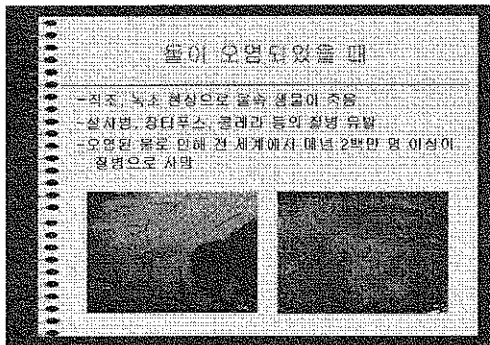 물이 오염되었을 때
-적조, 녹조 현상으로 물속 생물이 죽음
-설사병, 장티푸스, 콜레라 등의 질병 유발
-오염된 물로 인해 전 세계에서 매년 2백만 명 이상이
질병으로 사망